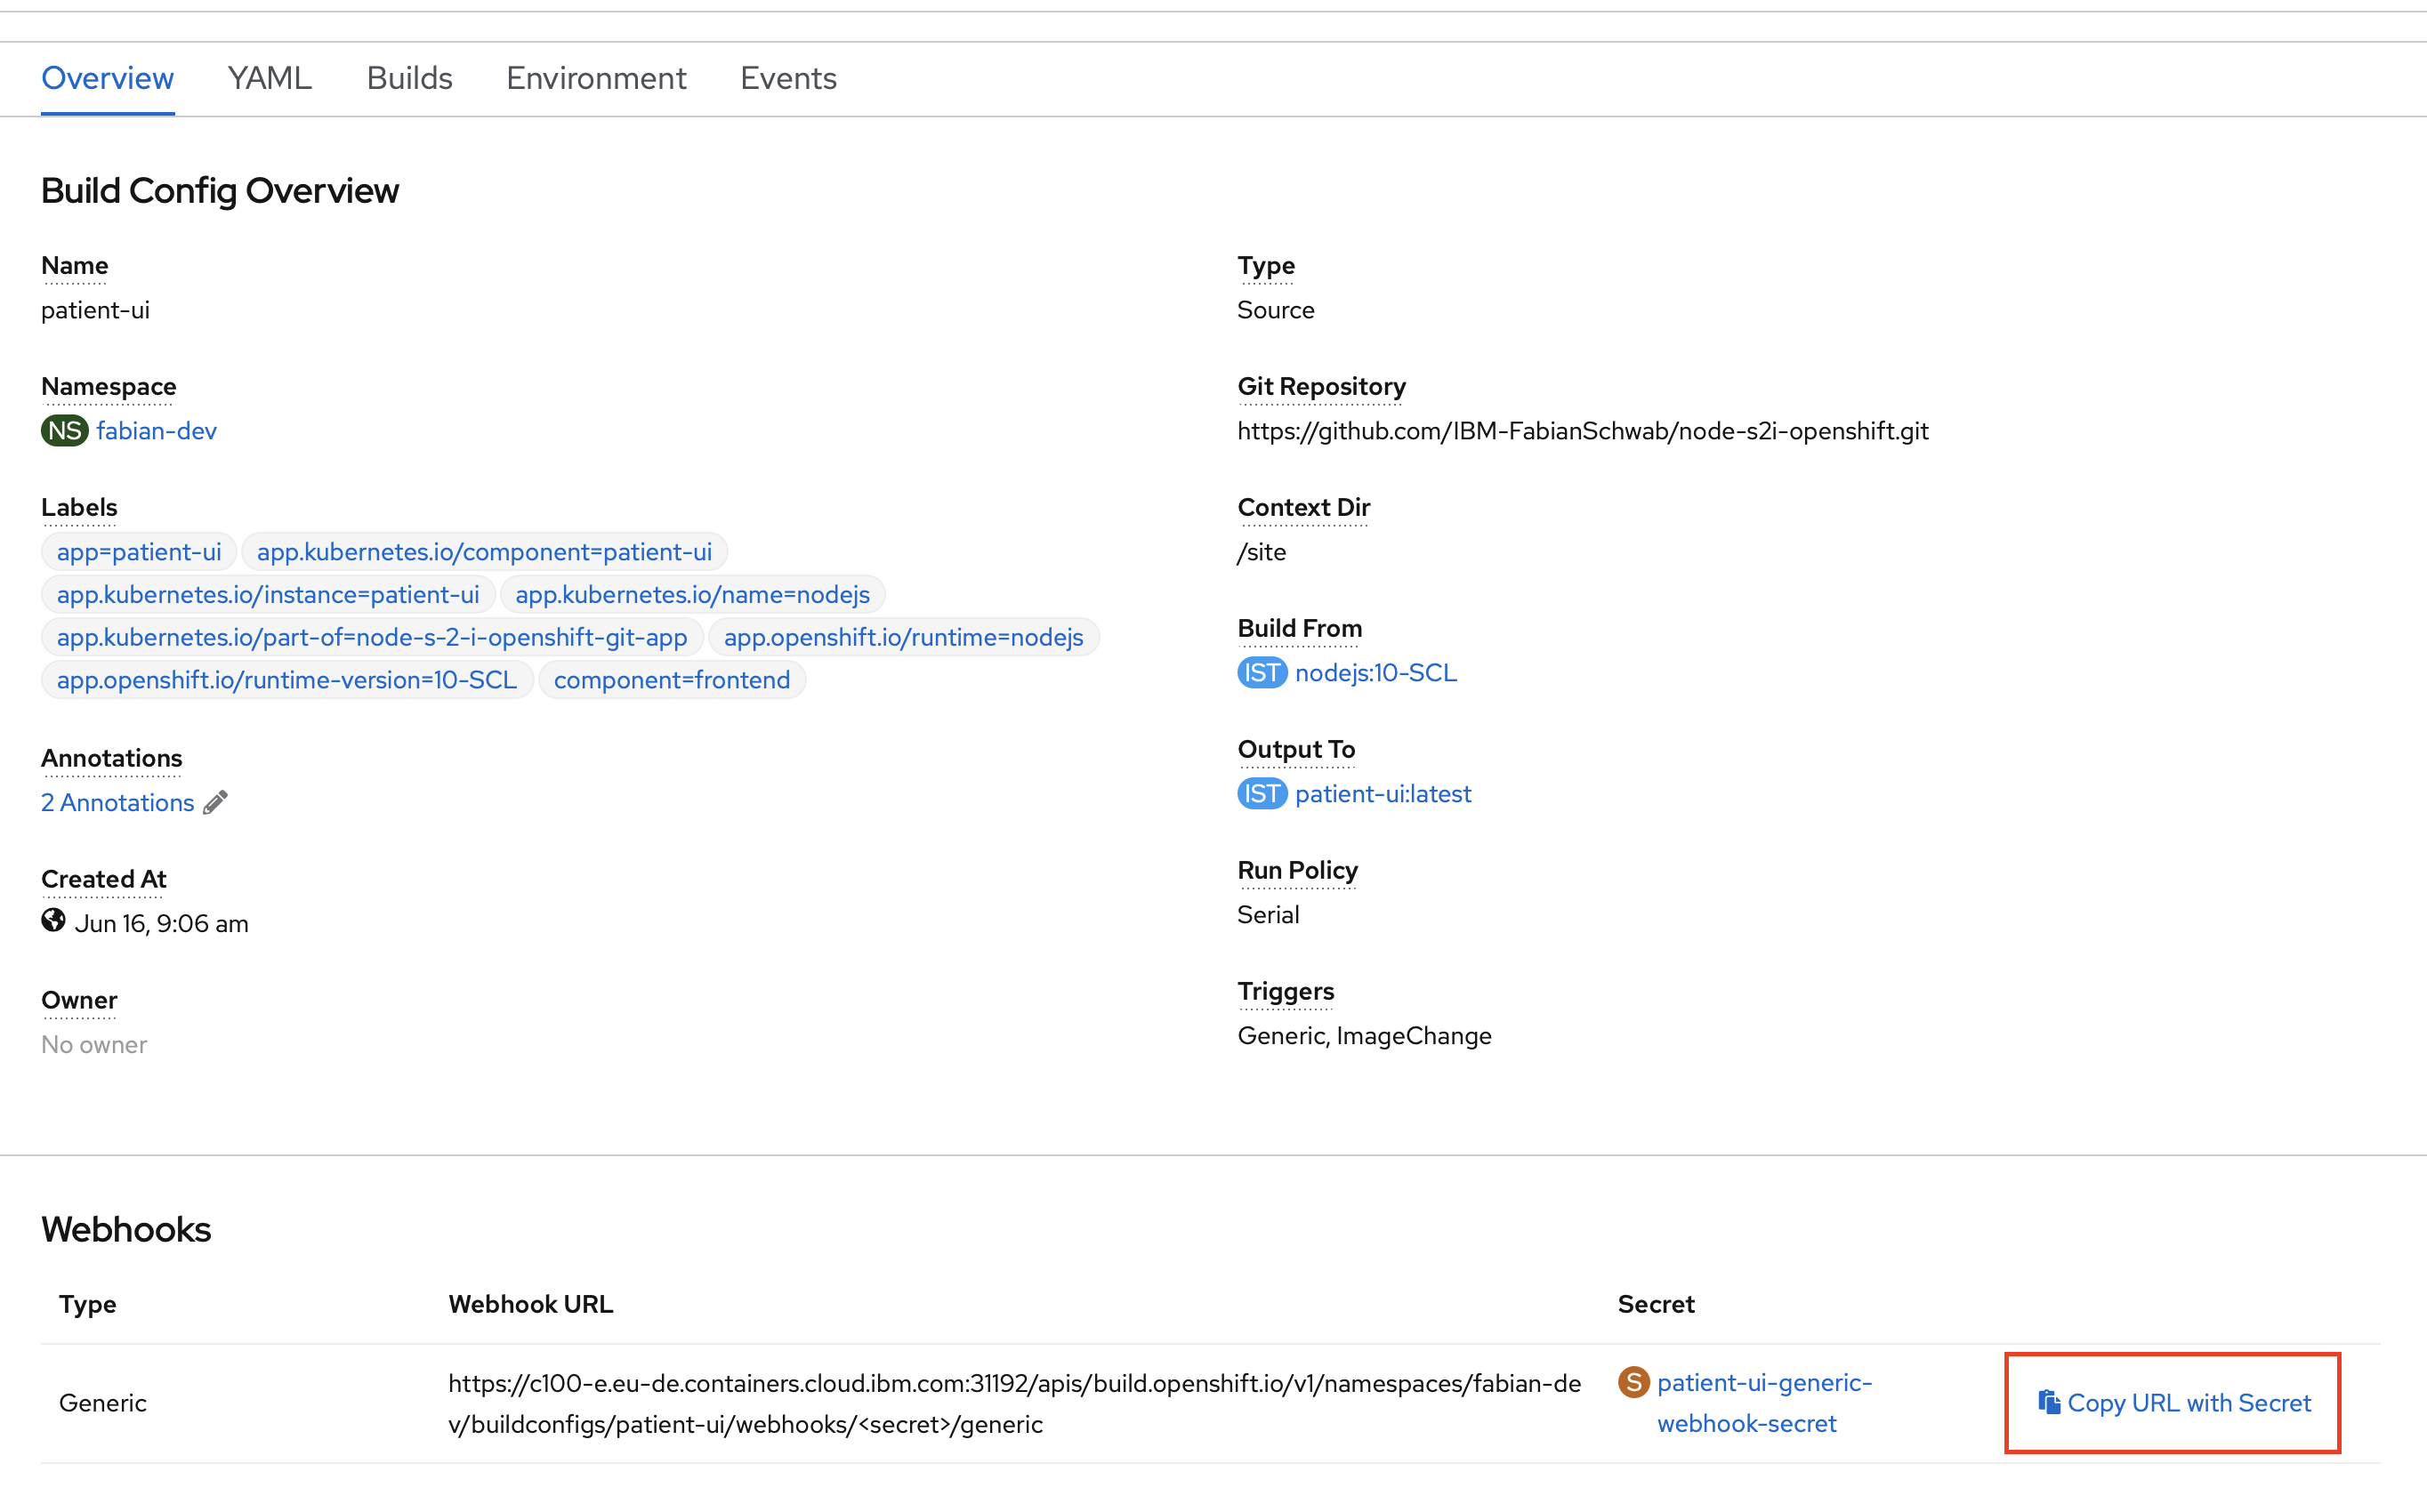 Overview YAML Builds Environment Events
Build Config Overview
Name
patient-ui
Namespace
NS fabian-dev
Labels
app=patient-ui app.kubernetes.io/component=patient-ui
app.kubernetes.io/instance=patient-ui app.kubernetes.io/name=nodejs
app.kubernetes.io/part-of=node-s-2-i-openshift-git-app app.openshift.io/runtime=nodejs
app.openshift.io/runtime-version=10-SCL component=frontend
Annotations
2 Annotations
Created At
Jun 16, 9:06 am
Owner
No owner
Type
Source
Git Repository
https://github.com/IBM-FabianSchwab/node-s2i-openshift.git
Context Dir
/site
Build From
IST nodejs:10-SCL
Output To
IST patient-ui:latest
Run Policy
Serial
Triggers
Generic, ImageChange
Webhooks
Type Webhook URL Secret
Generic
https://c100-e.eu-de.containers.cloud.ibm.com:31192/apis/build.openshift.io/v1/namespaces/fabian-de
v/buildconfigs/patient-ui/webhooks/<secret>/generic
S patient-ui-generic-
webhook-secret
Copy URL with Secret